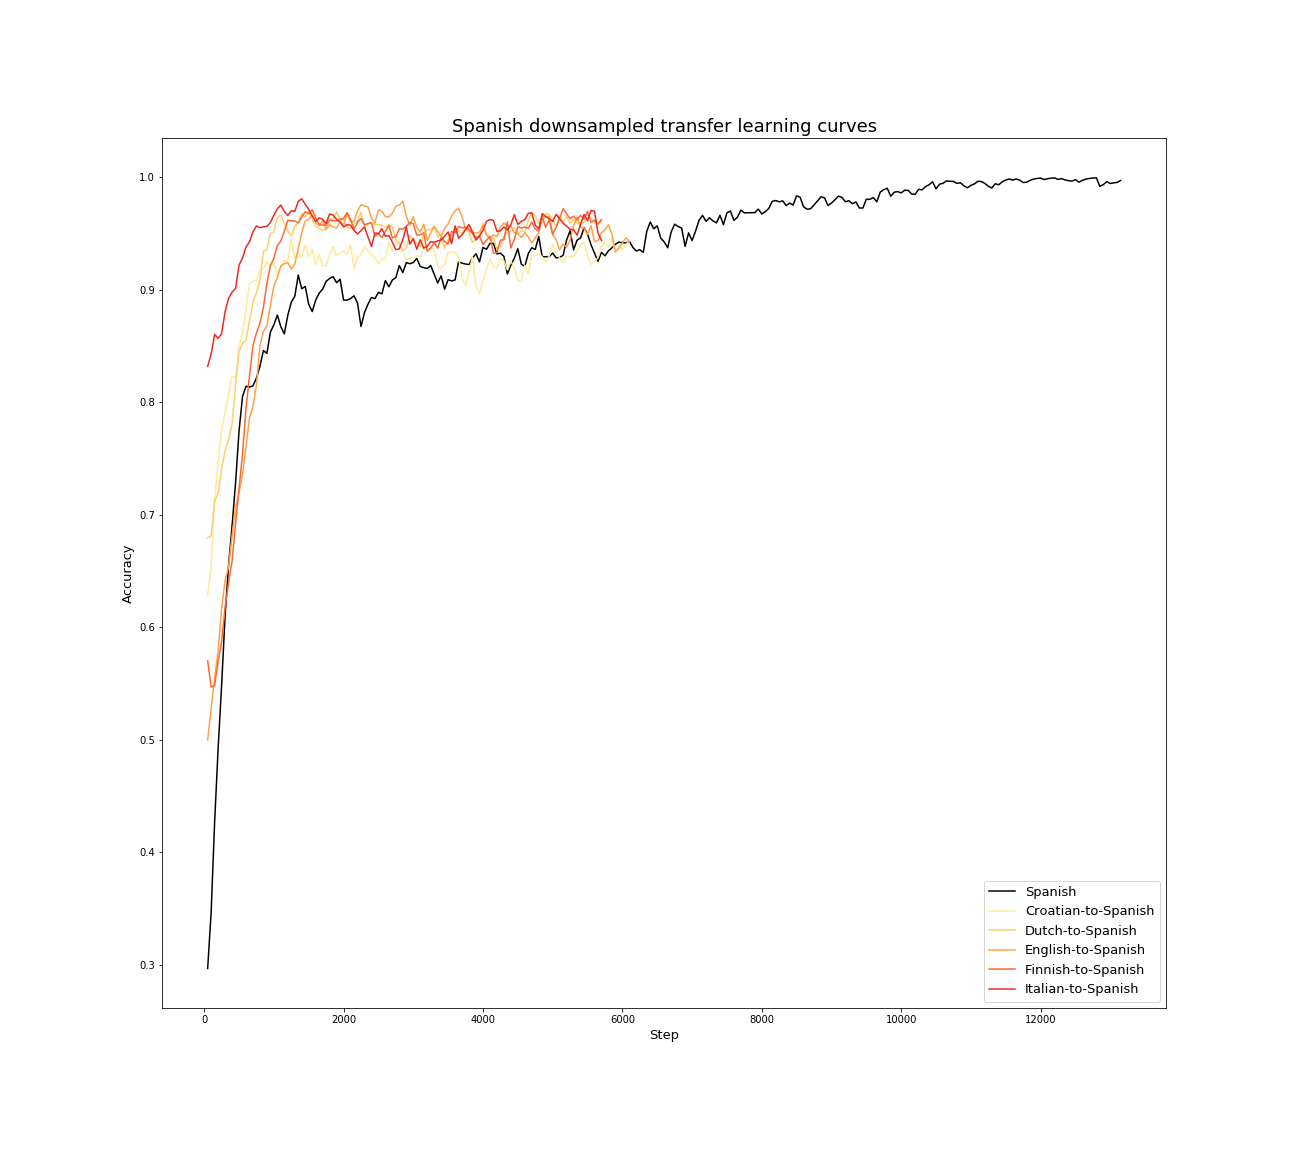 Spanish downsampled transfer learning curves
1.0
0.9
0.8
0.7
0.6
0.5
0.4
0.3
Accuracy
0 2000 4000 6000 8000 10000 12000
Step
Spanish
Croatian-to-Spanish
Dutch-to-Spanish
English-to-Spanish
Finnish-to-Spanish
Italian-to-Spanish